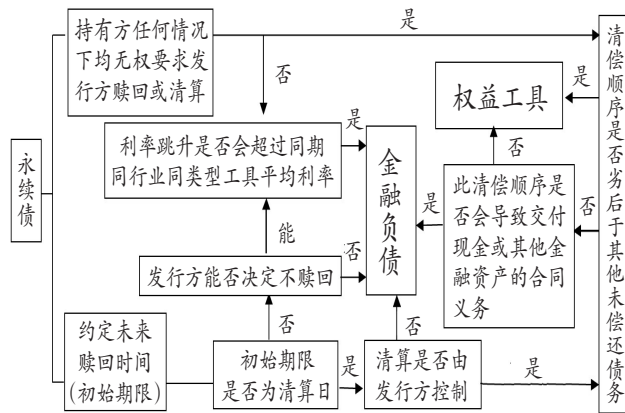 永续债
持有方任何情况
下均无权要求发
行方赎回或清算
是
否
利率跳升是否会超过同期
同行业同类型工具平均利率
是
能
发行方能否决定不赎回
否
否
约定未来
赎回时间
(初始期限)
初始期限
是否为清算日
是
清算是否由
发行方控制
否
是
金融负债
权益工具
是
否
此清偿顺序是
否会导致交付
现金或其他金
融资产的合同
义务
是
否
清偿顺序是否劣后于其他未偿还债务